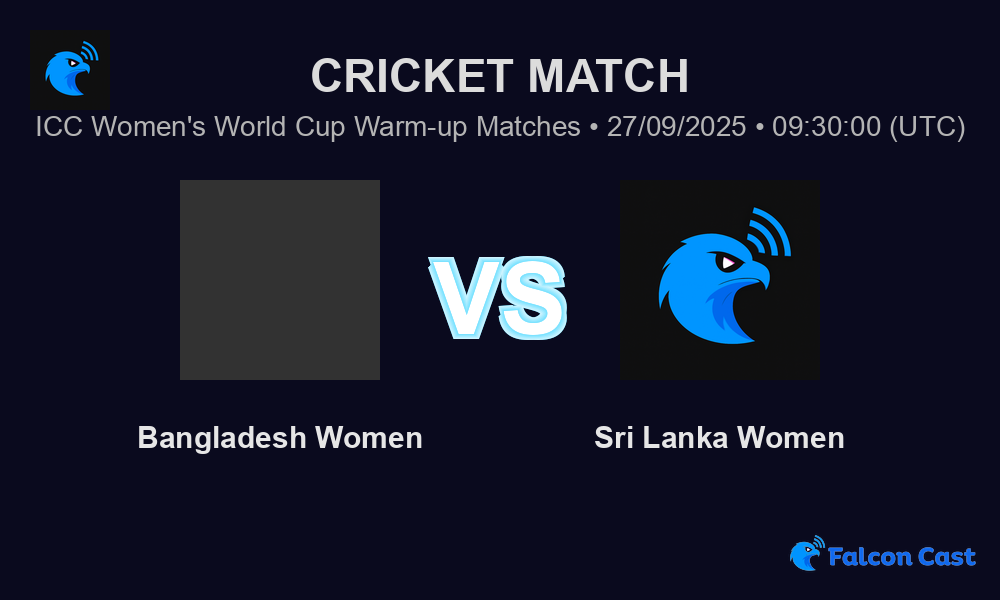 CRICKET MATCH
ICC Women's World Cup Warm-up Matches • 27/09/2025 • 09:30:00 (UTC)
VS
Bangladesh Women
Sri Lanka Women
Falcon Cast